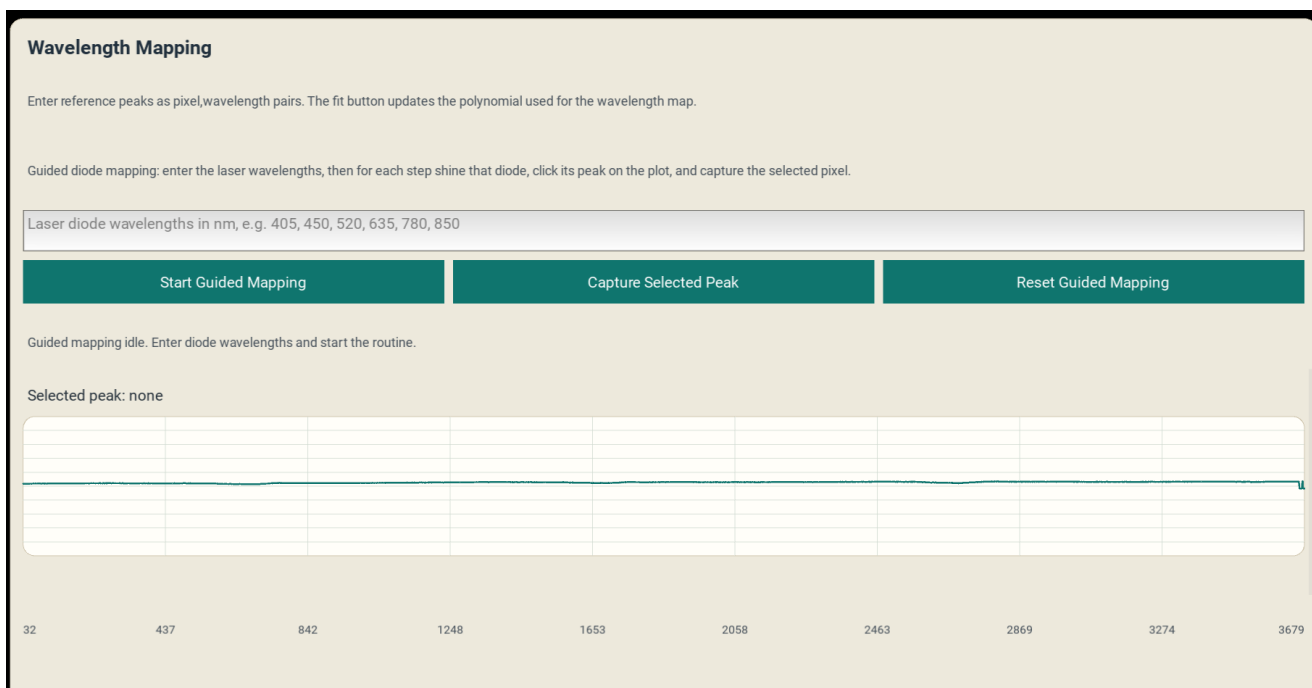 Wavelength Mapping
Enter reference peaks as pixel,wavelength pairs. The fit button updates the polynomial used for the wavelength map.
Guided diode mapping: enter the laser wavelengths, then for each step shine that diode, click its peak on the plot, and capture the selected pixel.
Laser diode wavelengths in nm, e.g. 405, 450, 520, 635, 780, 850
Start Guided Mapping
Capture Selected Peak
Reset Guided Mapping
Guided mapping idle. Enter diode wavelengths and start the routine.
Selected peak: none
32 437 842 1248 1653 2058 2463 2869 3274 3679